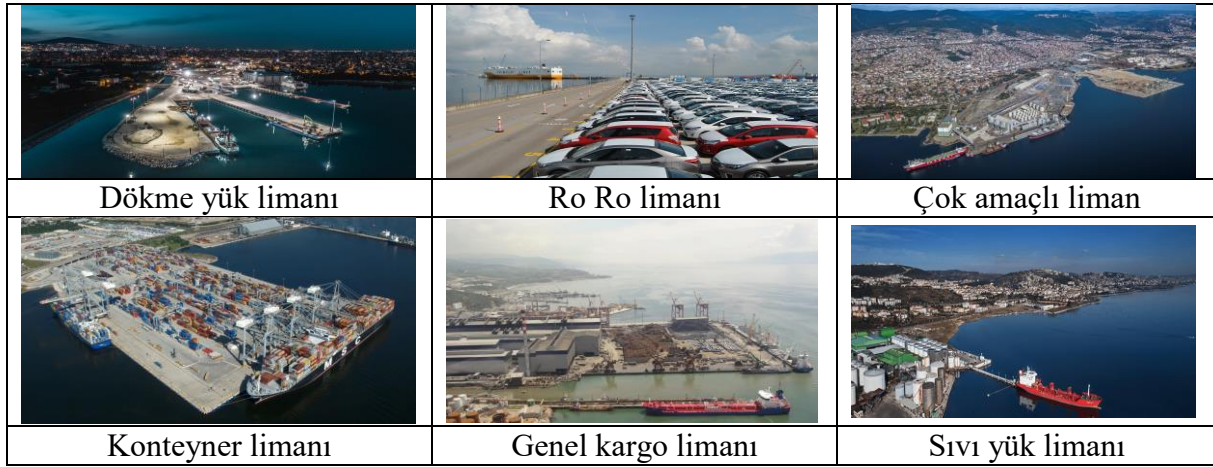 Dökme yük limanı
Ro Ro limanı
Çok amaçlı liman
Konteyner limanı
Genel kargo limanı
Sıvı yük limanı